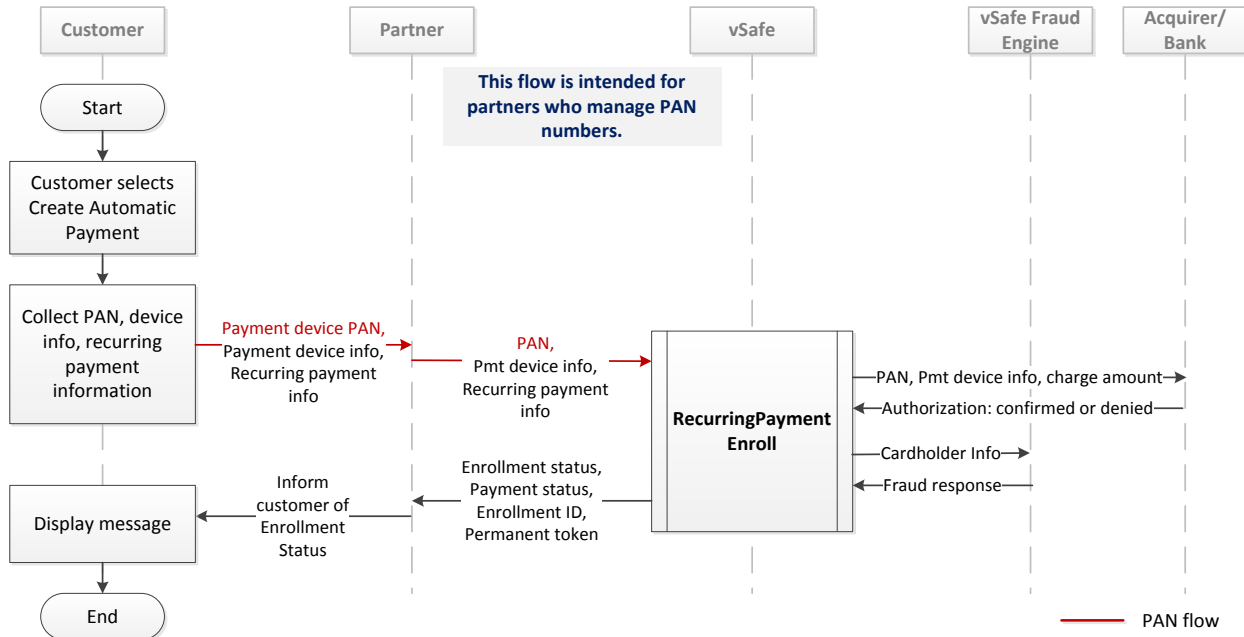 Customer
Partner
vSafe
vSafe Fraud
Engine
Acquirer/
Bank
This flow is intended for
partners who manage PAN
numbers.
Start
Customer selects
Create Automatic
Payment
Collect PAN, device
info, recurring
payment
information
Payment device PAN,
Payment device info,
Recurring payment
info
PAN,
Pmt device info,
Recurring payment
info
RecurringPayment
Enroll
PAN, Pmt device info, charge amount
Authorization: confirmed or denied
Cardholder Info
Fraud response
Enrollment status,
Payment status,
Enrollment ID,
Permanent token
Inform
customer of
Enrollment
Status
Display message
End
PAN flow